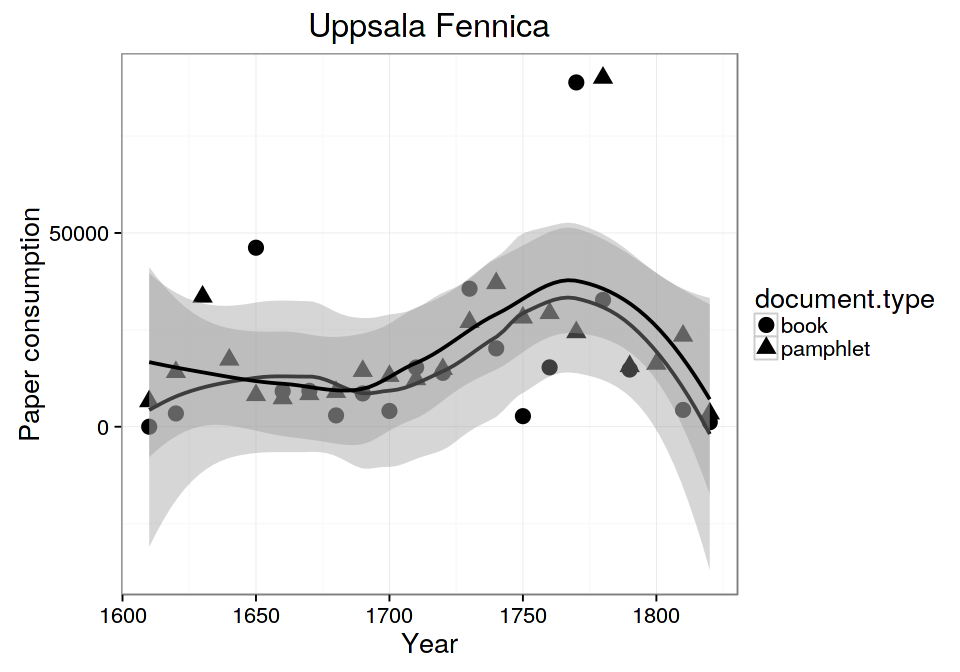 Uppsala Fennica
Paper consumption
50000
0
1600 1650 1700 1750 1800
Year
document.type
book
pamphlet